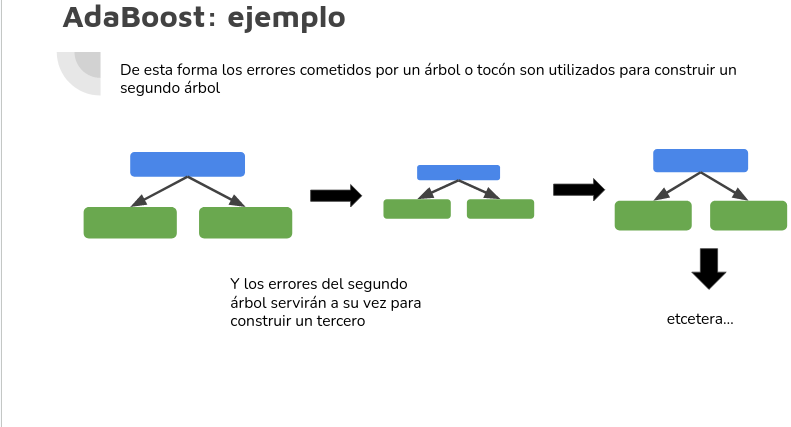 AdaBoost: ejemplo
De esta forma los errores cometidos por un árbol o tocón son utilizados para construir un
segundo árbol
Y los errores del segundo
árbol servirán a su vez para
construir un tercero
etcetera...